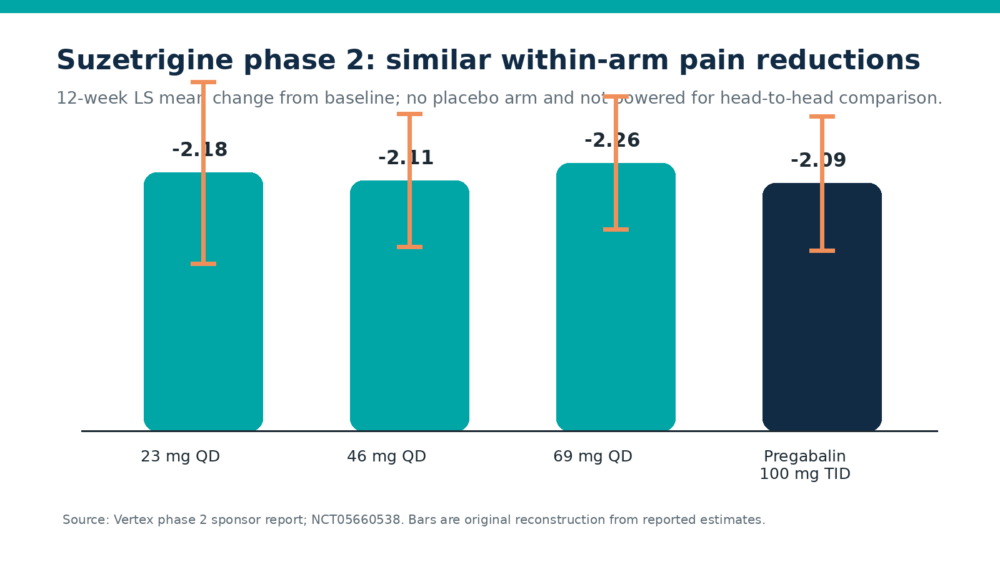 Suzetrigine phase 2: similar within-arm pain reductions
12-week LS mean change from baseline; no placebo arm and not powered for head-to-head comparison.
-2.18
-2.11
-2.26
-2.09
23 mg QD
46 mg QD
69 mg QD
Pregabalin
100 mg TID
Source: Vertex phase 2 sponsor report; NCT05660538. Bars are original reconstruction from reported estimates.